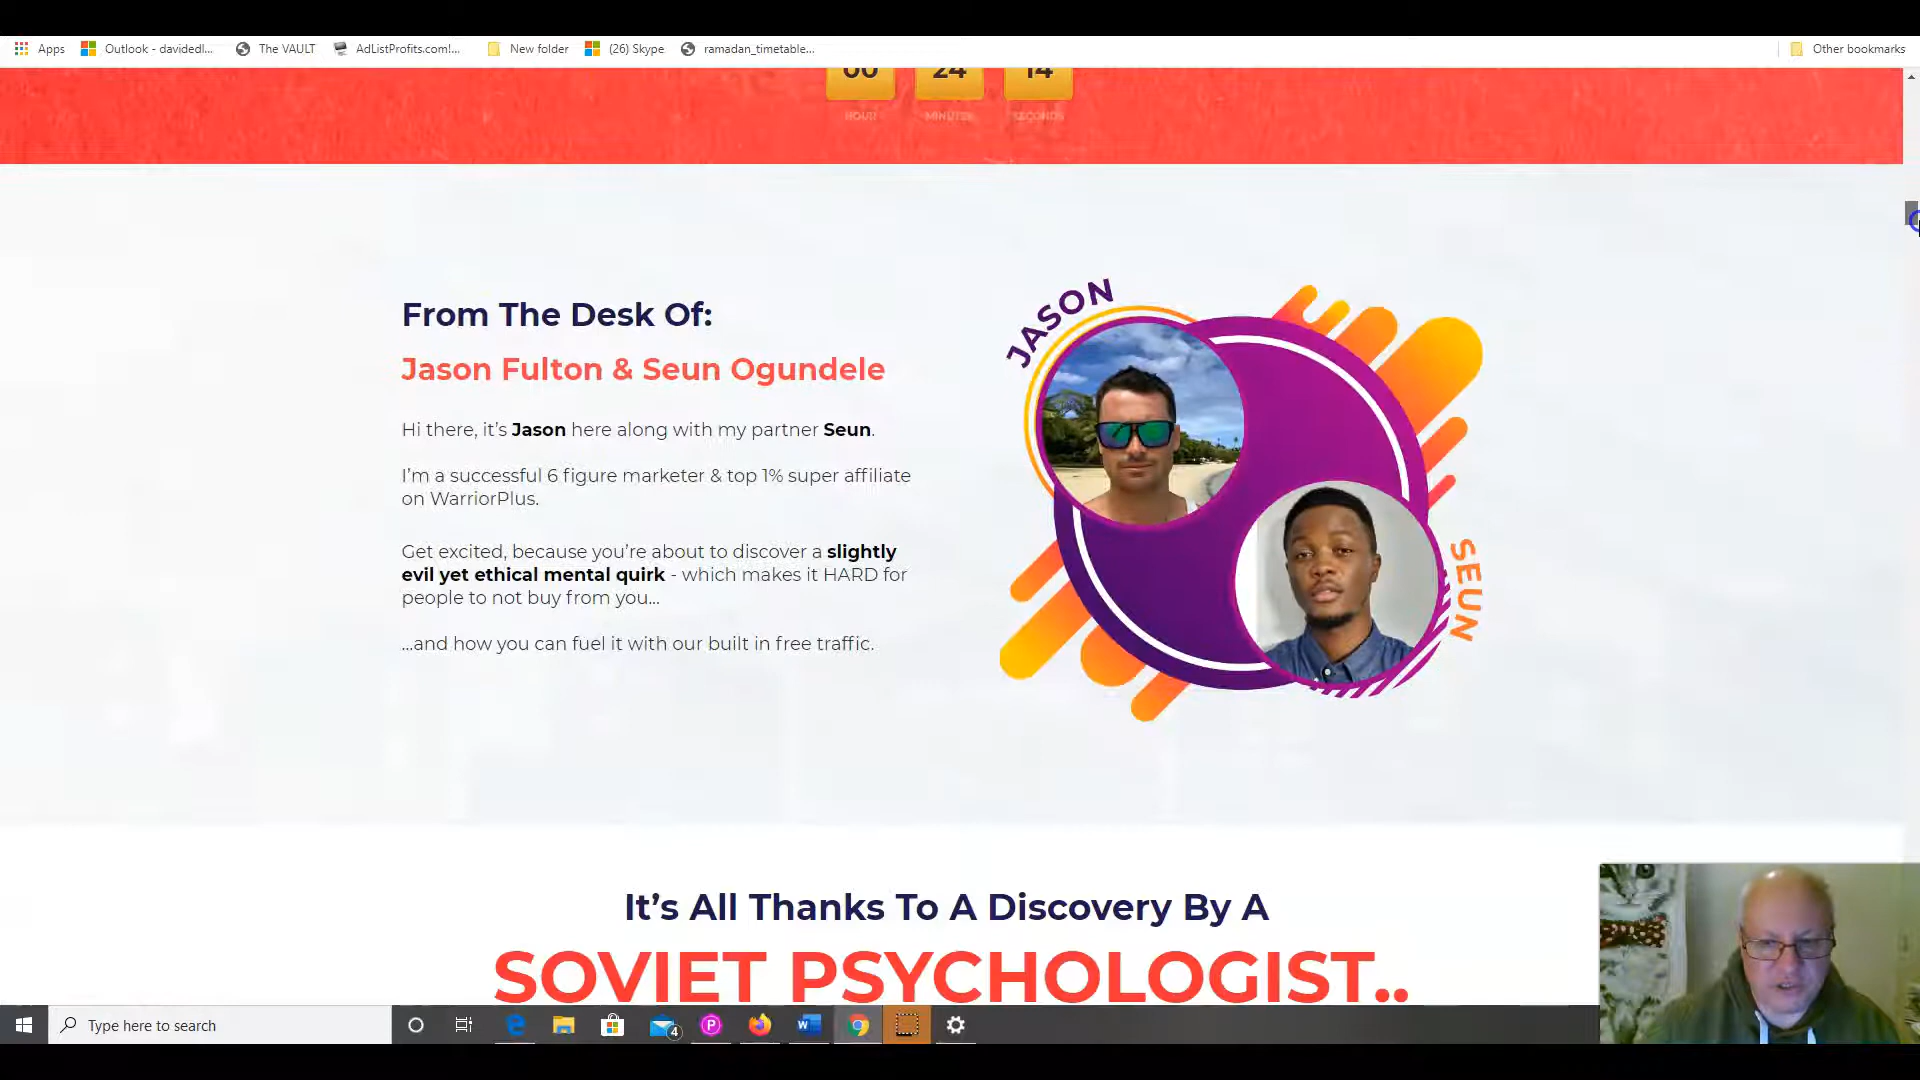 Apps
Outlook - davidedl...
The VAULT
AdListProfits.com!...
New folder
(26) Skype
ramadan_timetable...
Other bookmarks
00 24 14
HOUR MINUTES SECONDS
From The Desk Of:
Jason Fulton & Seun Ogundele
Hi there, it's Jason here along with my partner Seun.
I'm a successful 6 figure marketer & top 1% super affiliate
on WarriorPlus.
Get excited, because you're about to discover a slightly
evil yet ethical mental quirk - which makes it HARD for
people to not buy from you...
...and how you can fuel it with our built in free traffic.
JASON
SEUN
It's All Thanks To A Discovery By A
SOVIET PSYCHOLOGIST..
Type here to search
4